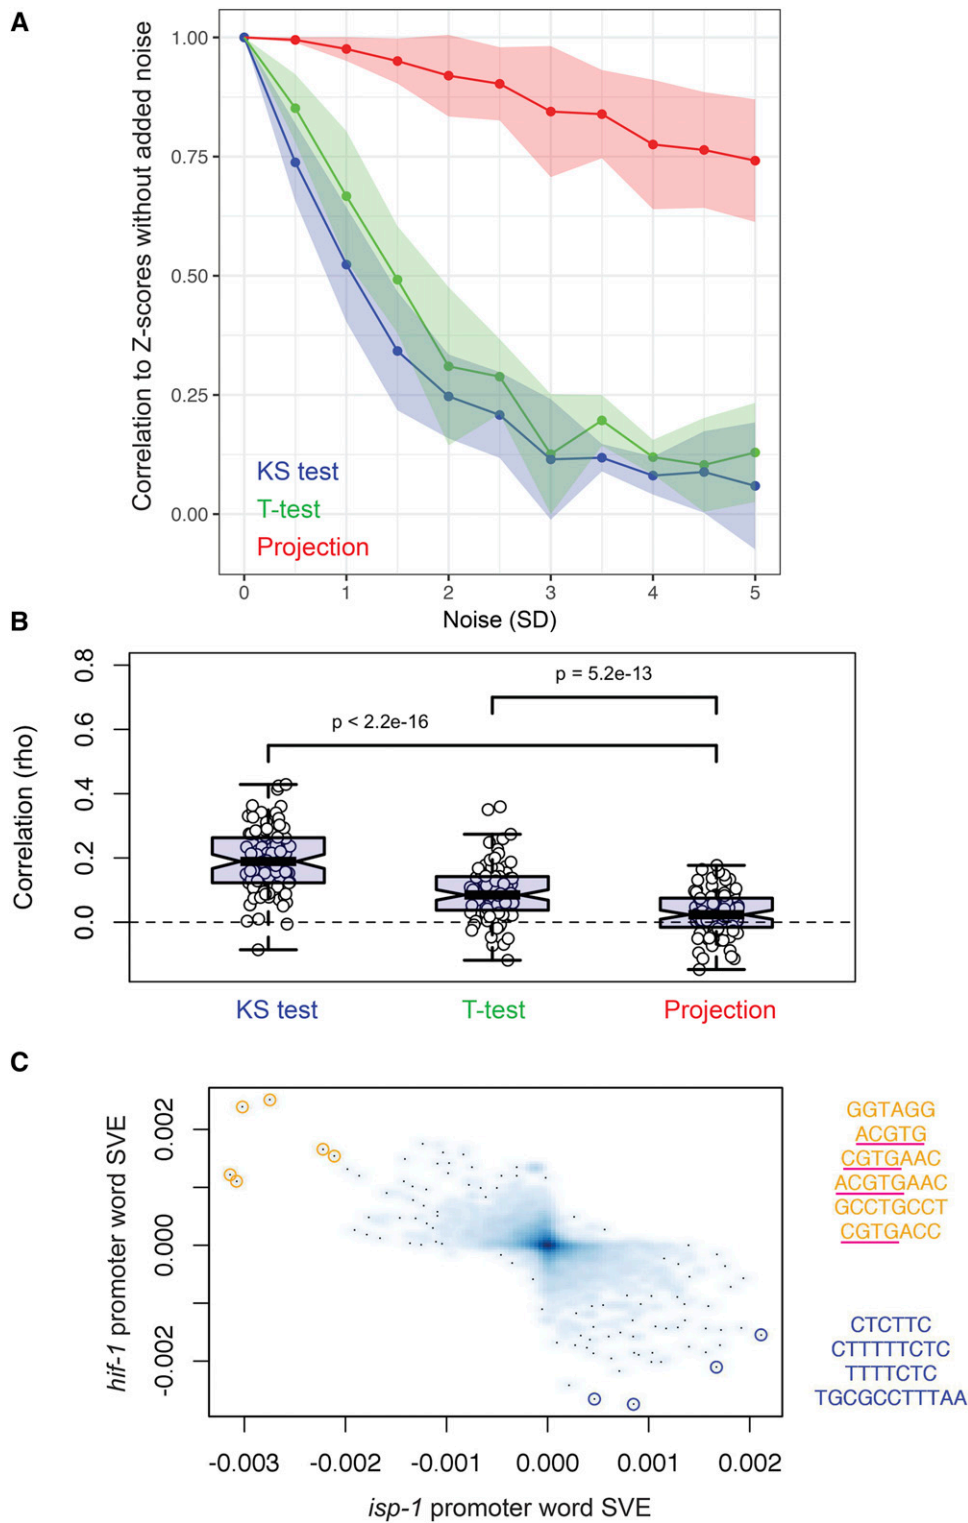 A
Correlation to Z-scores without added noise
1.00
0.75
0.50
0.25
0.00
KS test
T-test
Projection
0 1 2 3 4 5
Noise (SD)
B
Correlation (rho)
0.8
0.6
0.4
0.2
0.0
p = 5.2e-13
p < 2.2e-16
KS test T-test Projection
C
hif-1 promoter word SVE
0.002
0.000
-0.002
-0.003 -0.002 -0.001 0.000 0.001 0.002
isp-1 promoter word SVE
GGTAGG
ACGTG
CGTGAAC
ACGTGAAC
GCCTGCCT
CGTGACC
CTCTTC
CTTTTTCTC
TTTTCTC
TGCGCCTTTAA